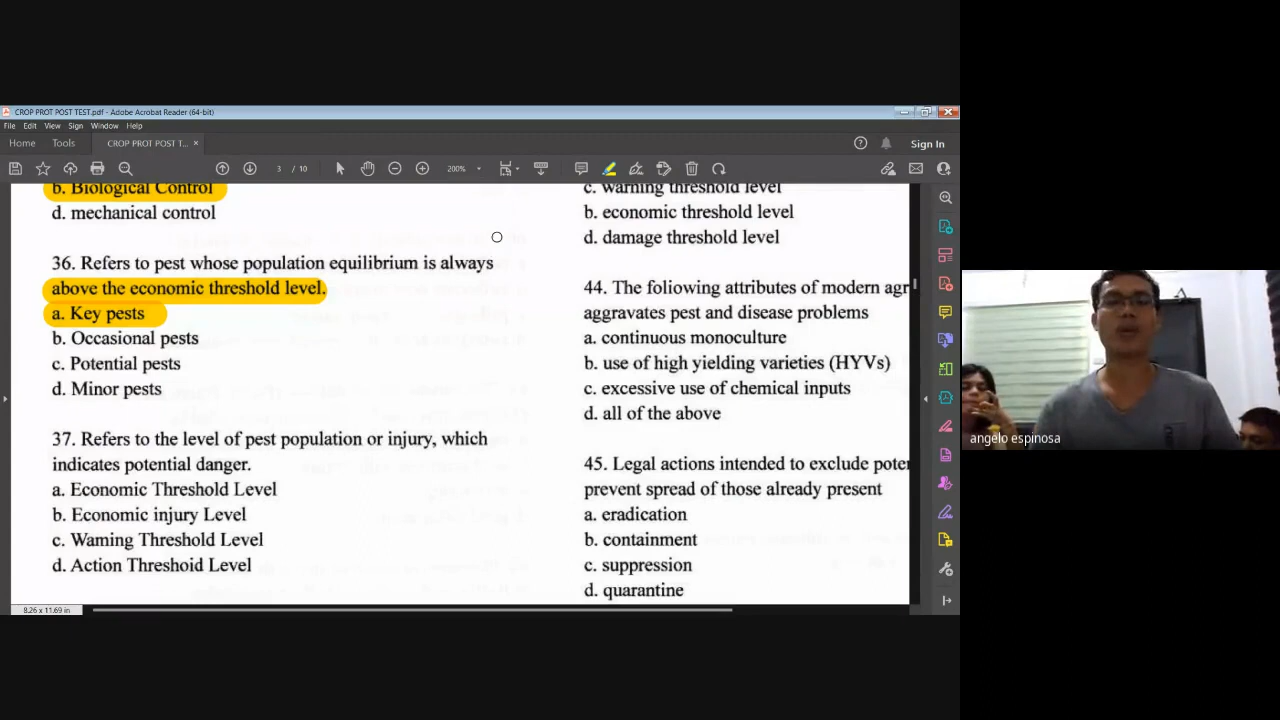 CROP PROT POST TEST.pdf - Adobe Acrobat Reader (64-bit)
File Edit View Sign Window Help
Home Tools CROP PROT POST T... × Sign In
3 / 10 200%
b. Biological Control
d. mechanical control
36. Refers to pest whose population equilibrium is always
above the economic threshold level.
a. Key pests
b. Occasional pests
c. Potential pests
d. Minor pests
37. Refers to the level of pest population or injury, which
indicates potential danger.
a. Economic Threshold Level
b. Economic injury Level
c. Waming Threshold Level
d. Action Threshoid Level
c. warning threshold level
b. economic threshold level
d. damage threshold level
44. The foliowing attributes of modern agr
aggravates pest and disease problems
a. continuous monoculture
b. use of high yielding varieties (HYVs)
c. excessive use of chemical inputs
d. all of the above
45. Legal actions intended to exclude poter
prevent spread of those already present
a. eradication
b. containment
c. suppression
d. quarantine
8.26 x 11.69 in
angelo espinosa